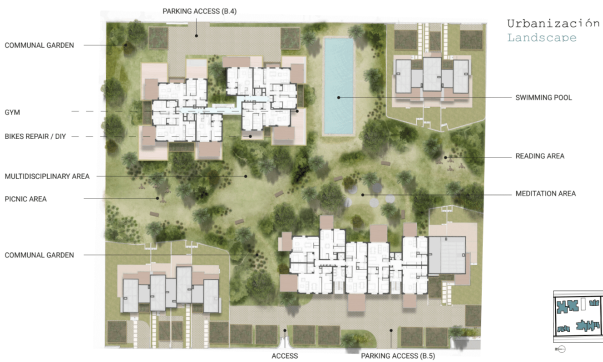 PARKING ACCESS (B.4)
Urbanización
Landscape
COMMUNAL GARDEN
SWIMMING POOL
GYM
BIKES REPAIR / DIY
READING AREA
MULTIDISCIPLINARY AREA
MEDITATION AREA
PICNIC AREA
COMMUNAL GARDEN
ACCESS
PARKING ACCESS (B.5)